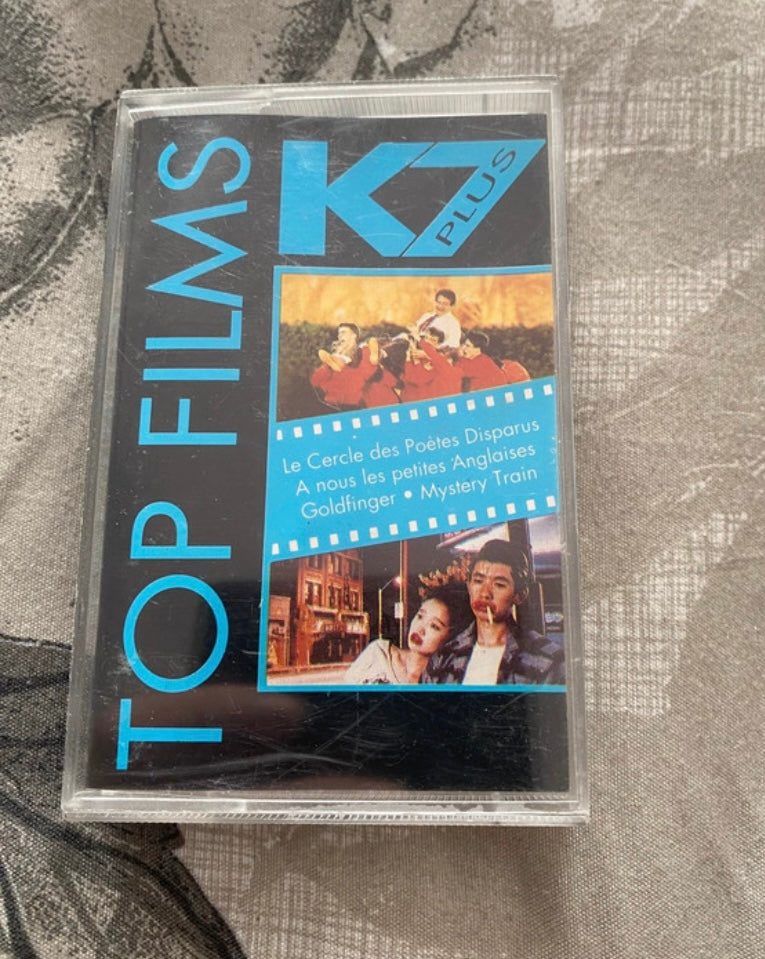 TOP FILMS
K7
PLUS
Le Cercle des Poètes Disparus
A nous les petites Anglaises
Goldfinger • Mystery Train